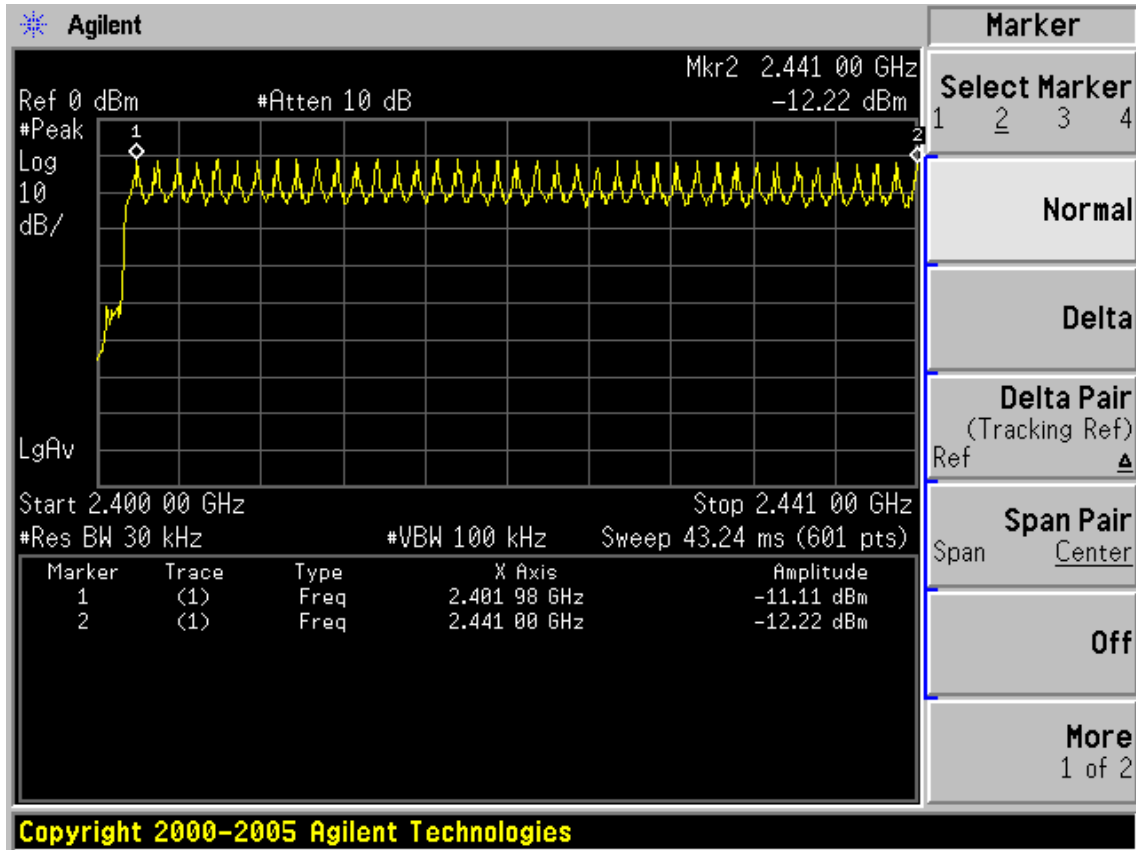 Agilent
Mkr2 2.441 00 GHz
Ref 0 dBm #Atten 10 dB -12.22 dBm
#Peak
Log
10
dB/
1
2
LgAv
Start 2.400 00 GHz Stop 2.441 00 GHz
#Res BW 30 kHz #VBW 100 kHz Sweep 43.24 ms (601 pts)
Marker Trace Type X Axis Amplitude
1 (1) Freq 2.401 98 GHz -11.11 dBm
2 (1) Freq 2.441 00 GHz -12.22 dBm
Marker
Select Marker
1 2 3 4
Normal
Delta
Delta Pair
(Tracking Ref)
Ref Δ
Span Pair
Span Center
Off
More
1 of 2
Copyright 2000-2005 Agilent Technologies